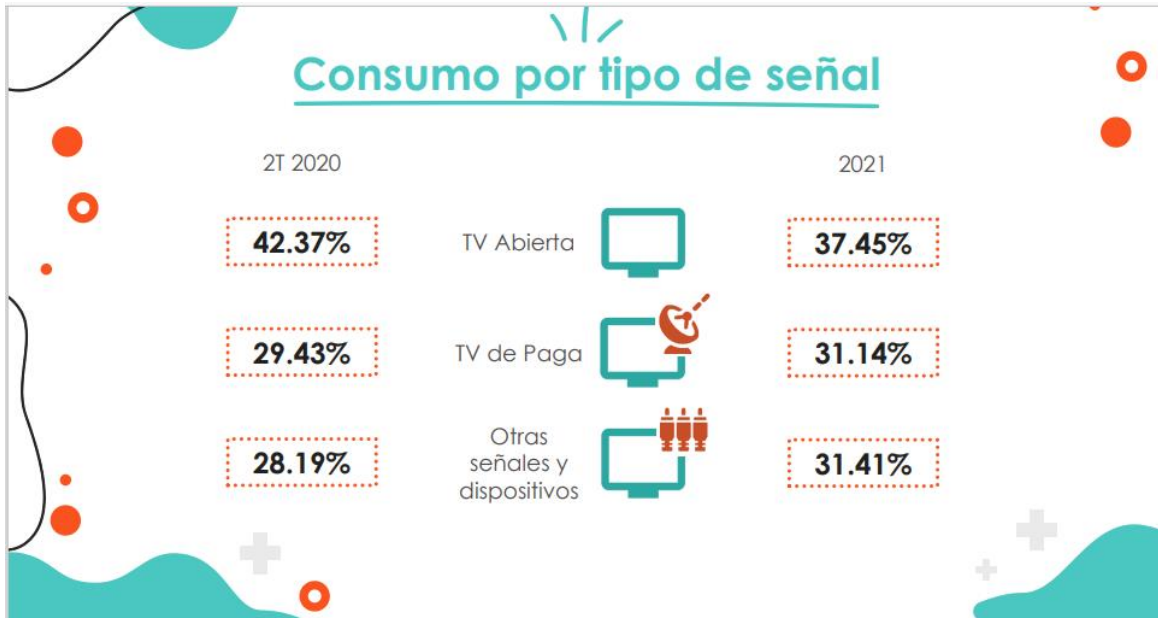 Consumo por tipo de señal
2T 2020
2021
42.37%
TV Abierta
37.45%
29.43%
TV de Paga
31.14%
28.19%
Otras
señales y
dispositivos
31.41%